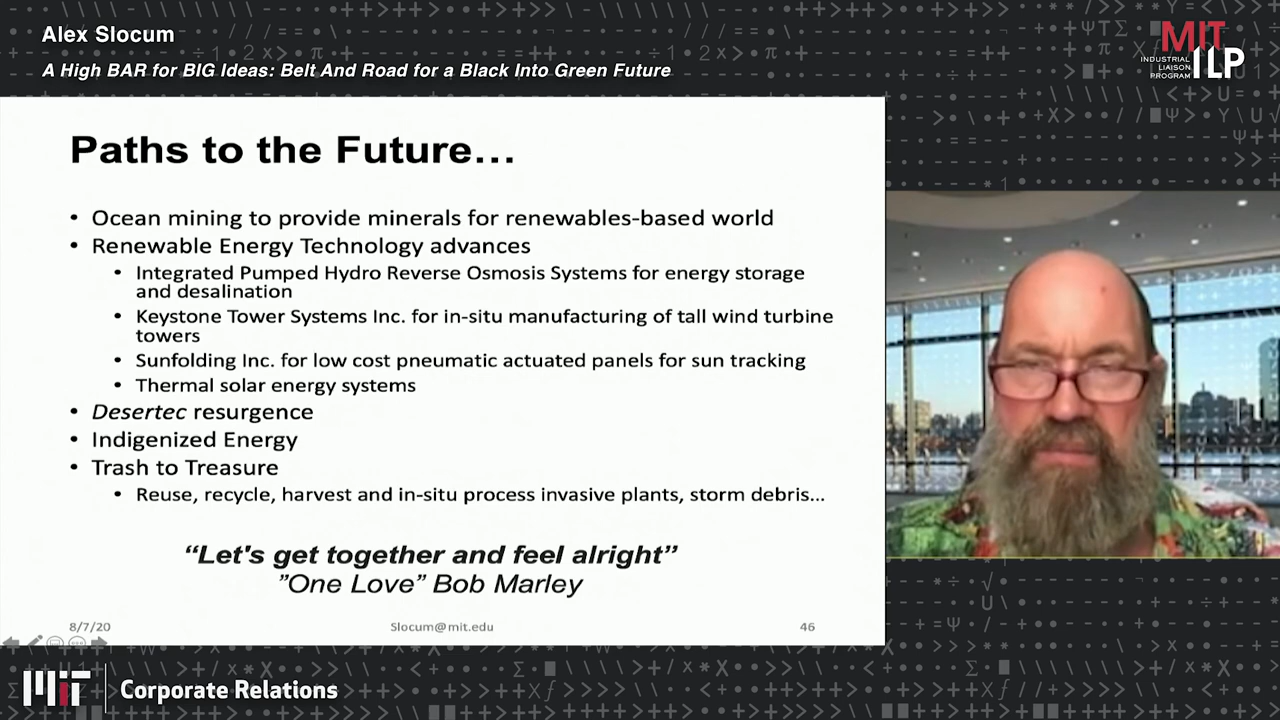 Alex Slocum
A High BAR for BIG Ideas: Belt And Road for a Black Into Green Future
MIT
INDUSTRIAL
LIAISON
PROGRAM
ILP
Paths to the Future…
• Ocean mining to provide minerals for renewables-based world
• Renewable Energy Technology advances
• Integrated Pumped Hydro Reverse Osmosis Systems for energy storage
and desalination
• Keystone Tower Systems Inc. for in-situ manufacturing of tall wind turbine
towers
• Sunfolding Inc. for low cost pneumatic actuated panels for sun tracking
• Thermal solar energy systems
• Desertec resurgence
• Indigenized Energy
• Trash to Treasure
• Reuse, recycle, harvest and in-situ process invasive plants, storm debris…
“Let's get together and feel alright”
”One Love” Bob Marley
8/7/20
Slocum@mit.edu
46
MIT
Corporate Relations